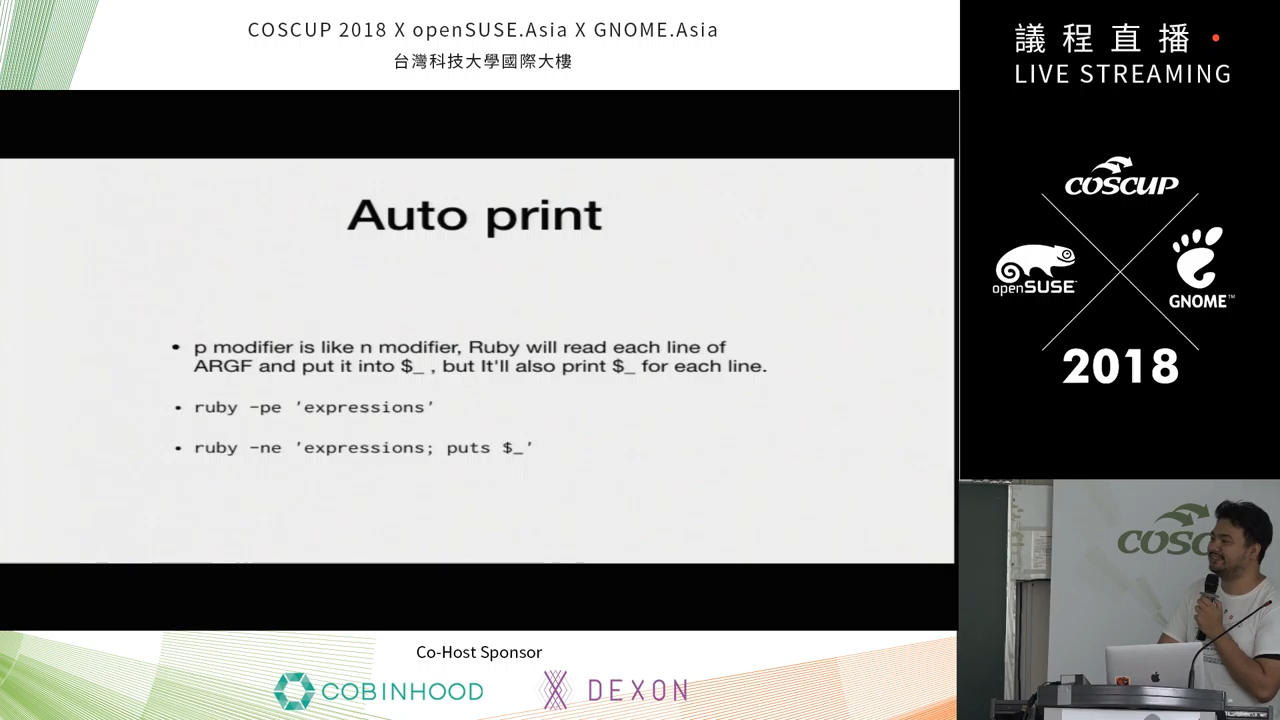 COSCUP 2018 X openSUSE.Asia X GNOME.Asia
台灣科技大學國際大樓
議程直播
LIVE STREAMING
COSCUP
openSUSE
GNOME™
2018
Auto print
• p modifier is like n modifier, Ruby will read each line of
ARGF and put it into $_ , but It'll also print $_ for each line.
• ruby -pe 'expressions'
• ruby -ne 'expressions; puts $_'
COSC
Co-Host Sponsor
COBINHOOD
DEXON